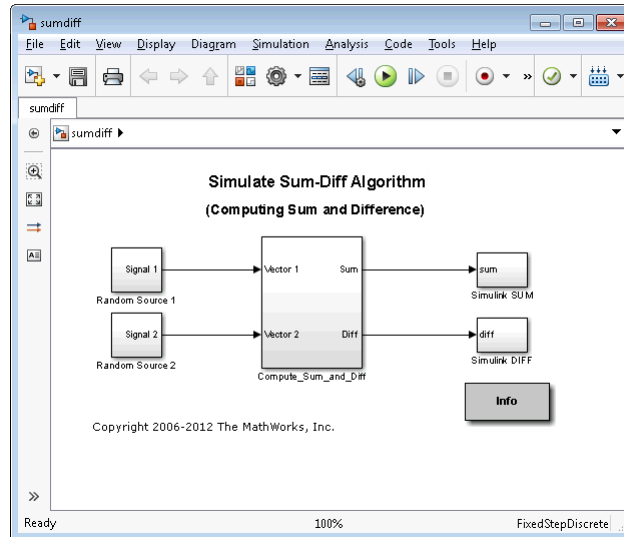 sumdiff
File Edit View Display Diagram Simulation Analysis Code Tools Help
sumdiff
sumdiff
Simulate Sum-Diff Algorithm
(Computing Sum and Difference)
Signal 1
Vector 1
Sum
sum
Random Source 1
Simulink SUM
Signal 2
Vector 2
Diff
diff
Random Source 2
Simulink DIFF
Compute_Sum_and_Diff
Info
Copyright 2006-2012 The MathWorks, Inc.
Ready 100% FixedStepDiscrete